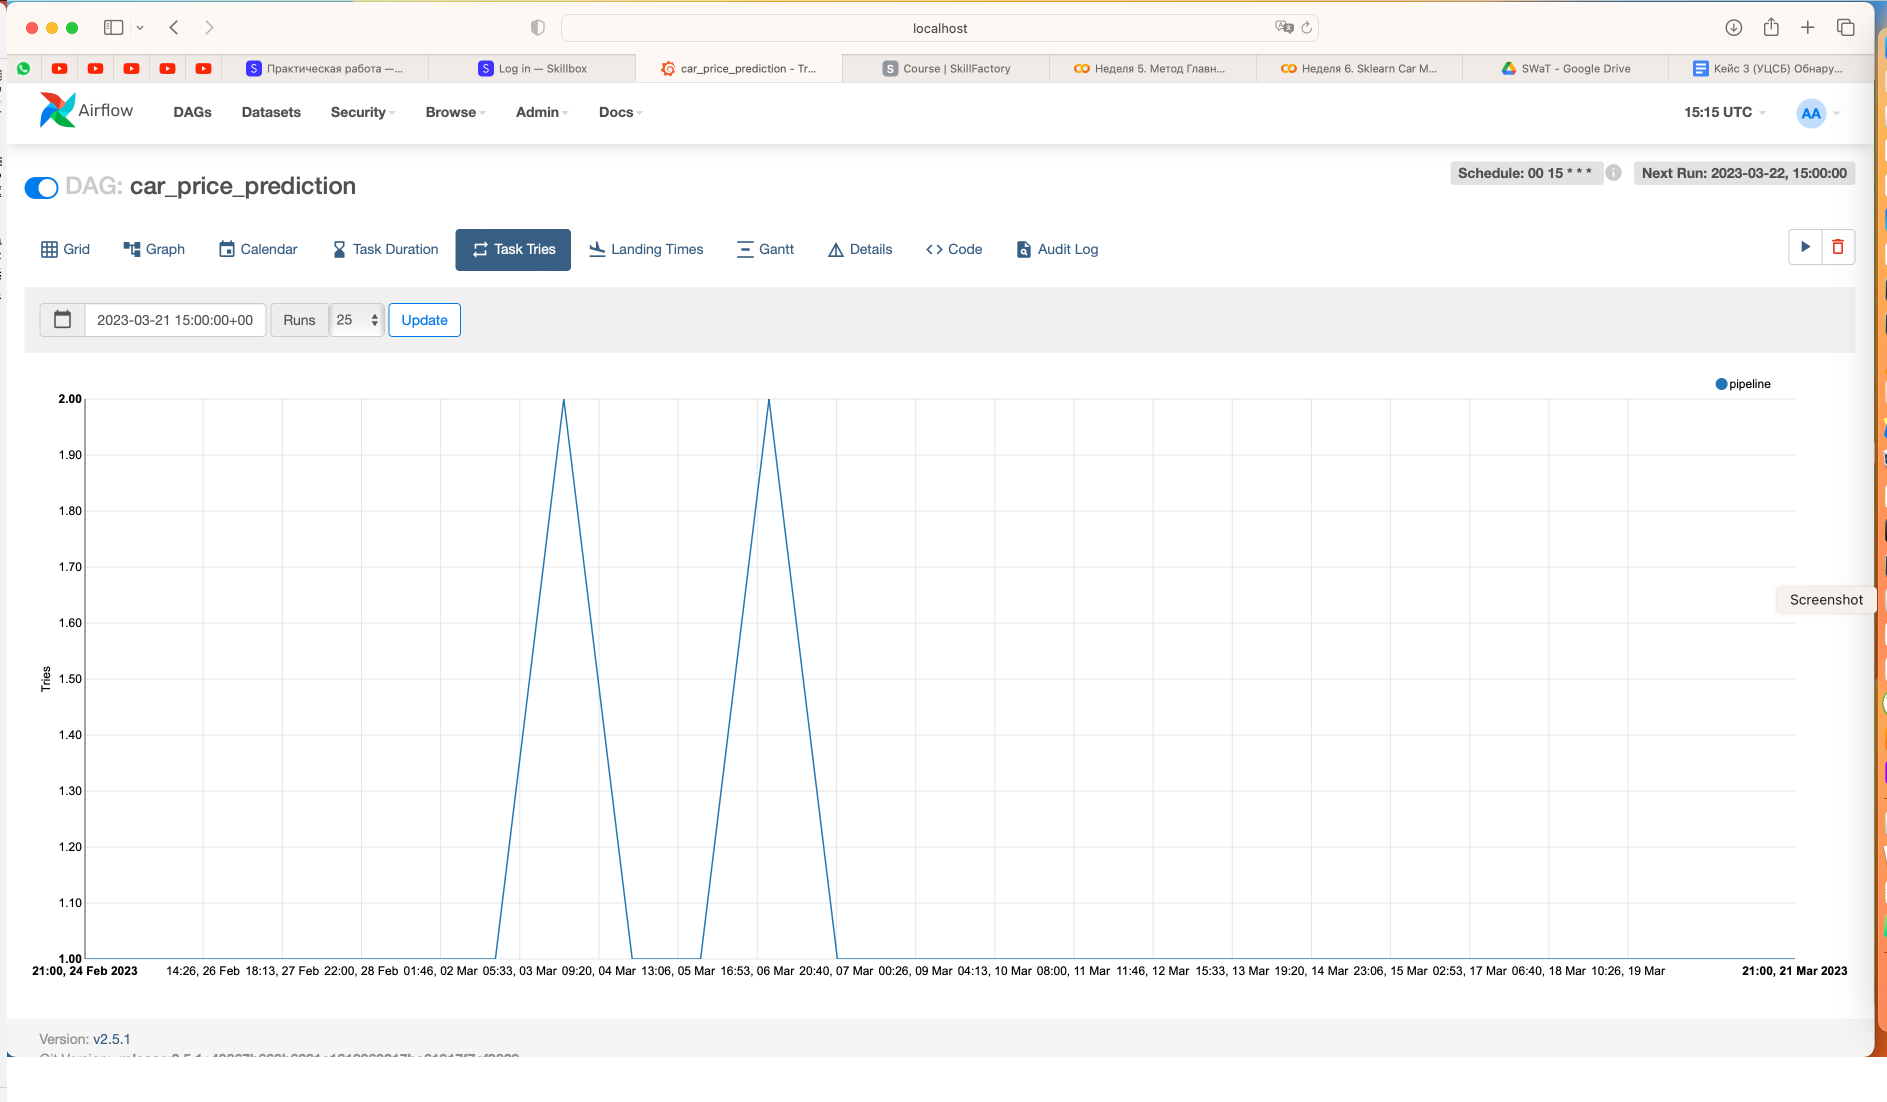 localhost
Практическая работа —...
Log in — Skillbox
car_price_prediction - Tr...
Course | SkillFactory
Неделя 5. Метод Главн...
Неделя 6. Sklearn Car M...
SWaT - Google Drive
Кейс 3 (УЦСБ) Обнару...
Airflow
DAGs
Datasets
Security
Browse
Admin
Docs
15:15 UTC
AA
DAG: car_price_prediction
Schedule: 00 15 * * *
Next Run: 2023-03-22, 15:00:00
Grid
Graph
Calendar
Task Duration
Task Tries
Landing Times
Gantt
Details
Code
Audit Log
2023-03-21 15:00:00+00
Runs
25
Update
pipeline
2.00
1.90
1.80
1.70
1.60
1.50
1.40
1.30
1.20
1.10
1.00
Tries
Screenshot
21:00, 24 Feb 2023
14:26, 26 Feb
18:13, 27 Feb
22:00, 28 Feb
01:46, 02 Mar
05:33, 03 Mar
09:20, 04 Mar
13:06, 05 Mar
16:53, 06 Mar
20:40, 07 Mar
00:26, 09 Mar
04:13, 10 Mar
08:00, 11 Mar
11:46, 12 Mar
15:33, 13 Mar
19:20, 14 Mar
23:06, 15 Mar
02:53, 17 Mar
06:40, 18 Mar
10:26, 19 Mar
21:00, 21 Mar 2023
Version: v2.5.1